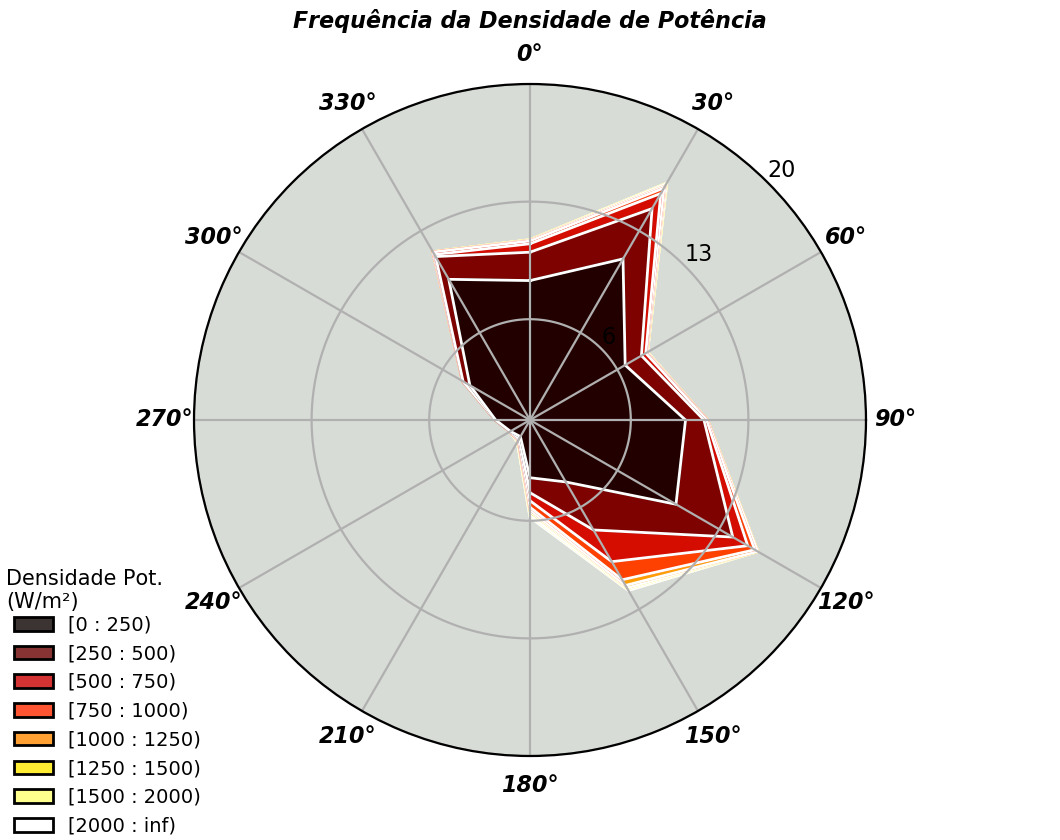 Frequência da Densidade de Potência
0°
330°
30°
20
300°
60°
13
6
270°
90°
Densidade Pot.
(W/m²)
240°
120°
[0 : 250)
[250 : 500)
[500 : 750)
[750 : 1000)
210°
150°
[1000 : 1250)
[1250 : 1500)
180°
[1500 : 2000)
[2000 : inf)